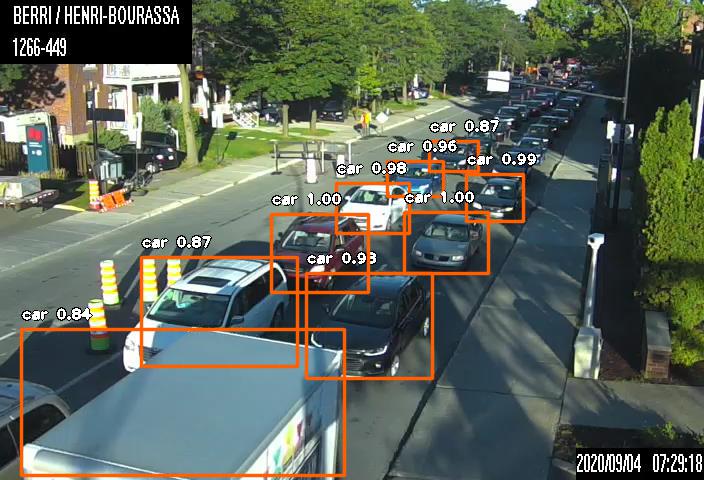 BERRI / HENRI-BOURASSA
1266-449
car 0.87
car 0.96
car 0.99
car 0.98
car 1.00
car 1.00
car 0.87
car 0.93
car 0.84
2020/09/04 07:29:18